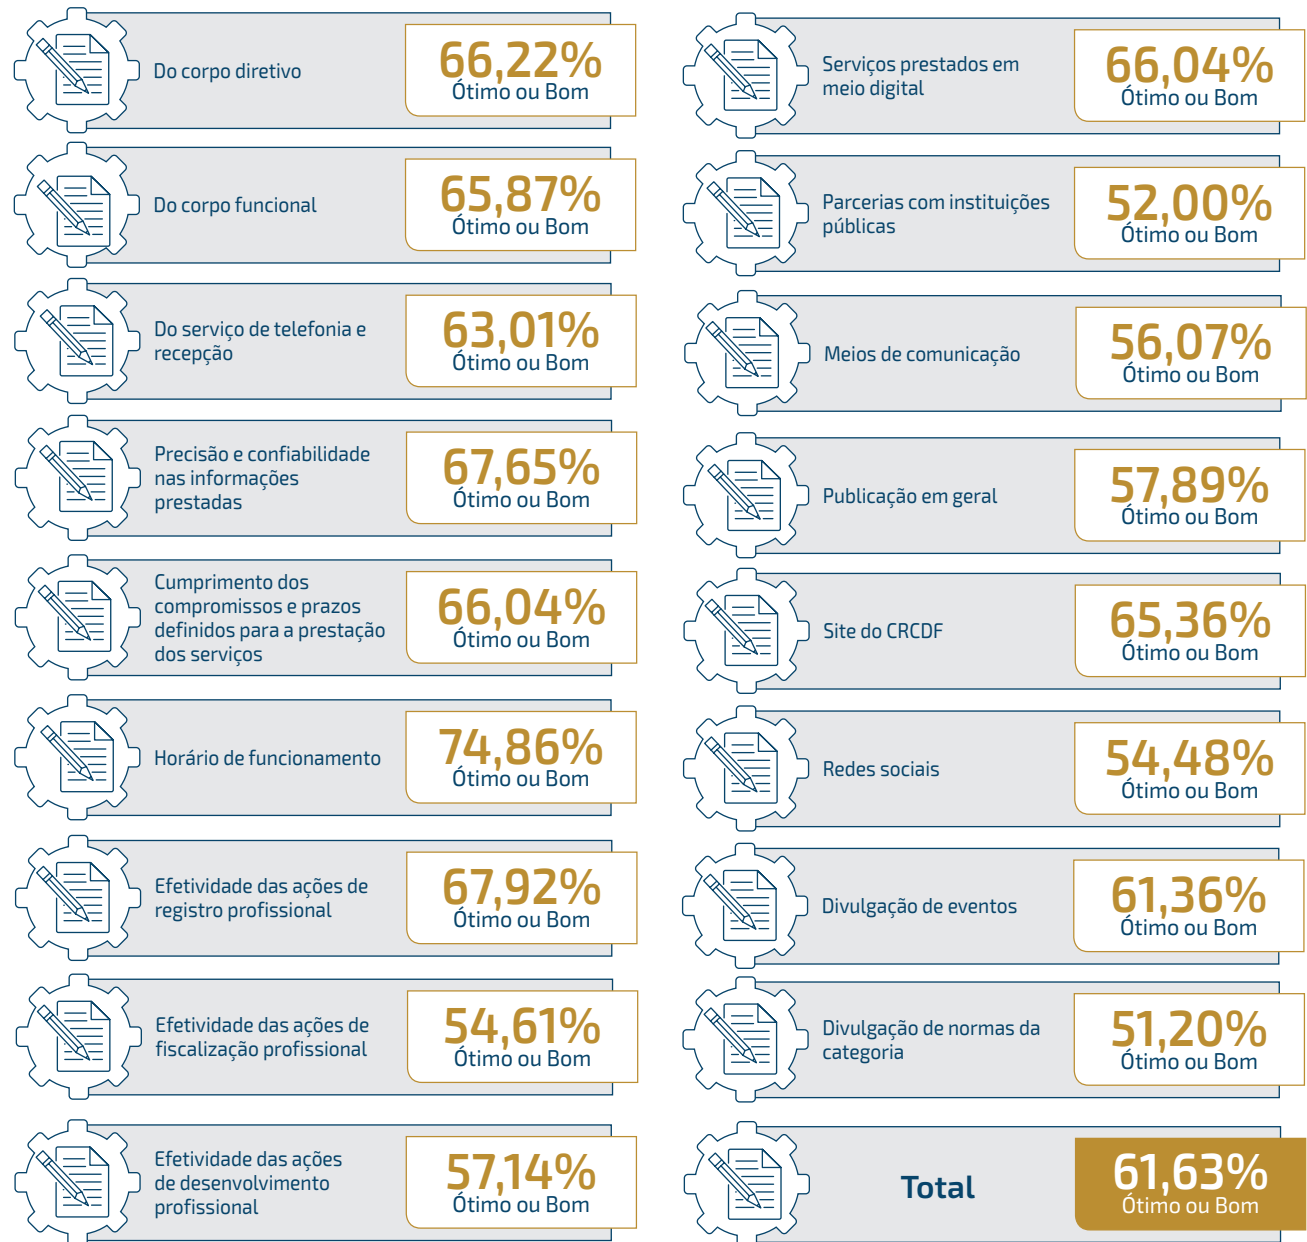 Do corpo diretivo
66,22%
Ótimo ou Bom
Do corpo funcional
65,87%
Ótimo ou Bom
Do serviço de telefonia e
recepção
63,01%
Ótimo ou Bom
Precisão e confiabilidade
nas informações
prestadas
67,65%
Ótimo ou Bom
Cumprimento dos
compromissos e prazos
definidos para a prestação
dos serviços
66,04%
Ótimo ou Bom
Horário de funcionamento
74,86%
Ótimo ou Bom
Efetividade das ações de
registro profissional
67,92%
Ótimo ou Bom
Efetividade das ações de
fiscalização profissional
54,61%
Ótimo ou Bom
Efetividade das ações
de desenvolvimento
profissional
57,14%
Ótimo ou Bom
Serviços prestados em
meio digital
66,04%
Ótimo ou Bom
Parcerias com instituições
públicas
52,00%
Ótimo ou Bom
Meios de comunicação
56,07%
Ótimo ou Bom
Publicação em geral
57,89%
Ótimo ou Bom
Site do CRCDF
65,36%
Ótimo ou Bom
Redes sociais
54,48%
Ótimo ou Bom
Divulgação de eventos
61,36%
Ótimo ou Bom
Divulgação de normas da
categoria
51,20%
Ótimo ou Bom
Total
61,63%
Ótimo ou Bom